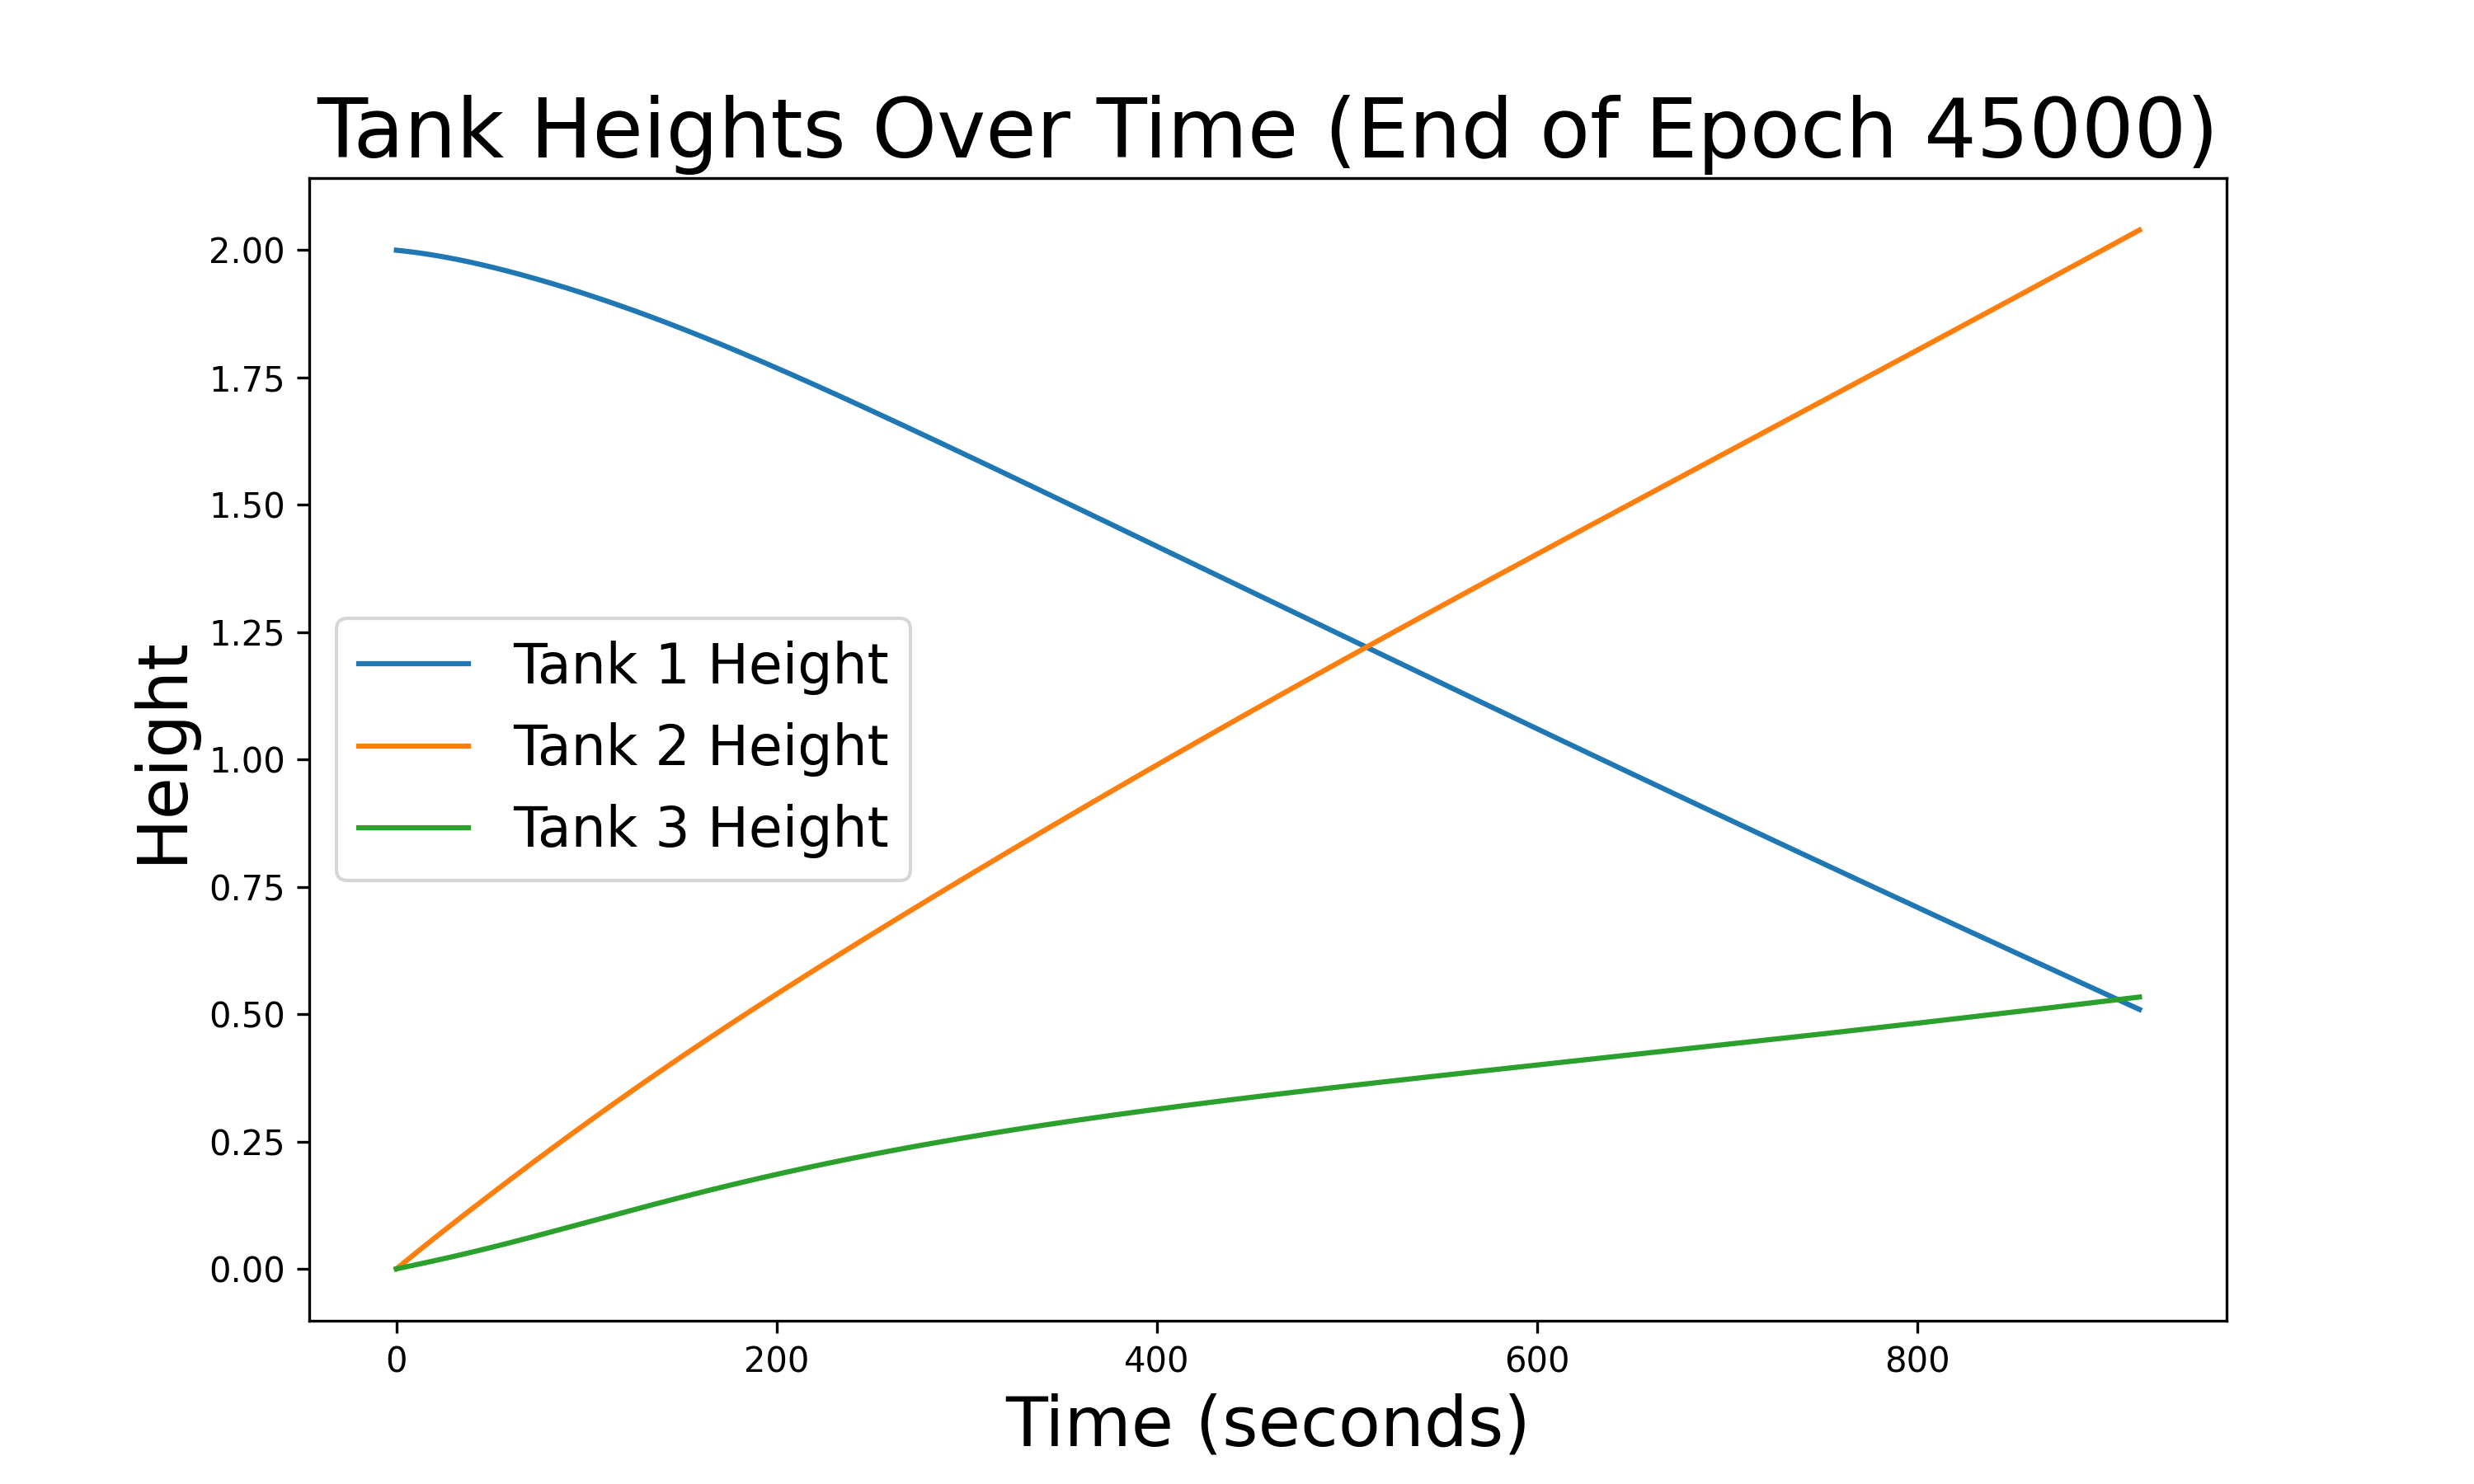 Tank Heights Over Time (End of Epoch 45000)
Height
2.00
1.75
1.50
1.25
1.00
0.75
0.50
0.25
0.00
Tank 1 Height
Tank 2 Height
Tank 3 Height
0 200 400 600 800
Time (seconds)